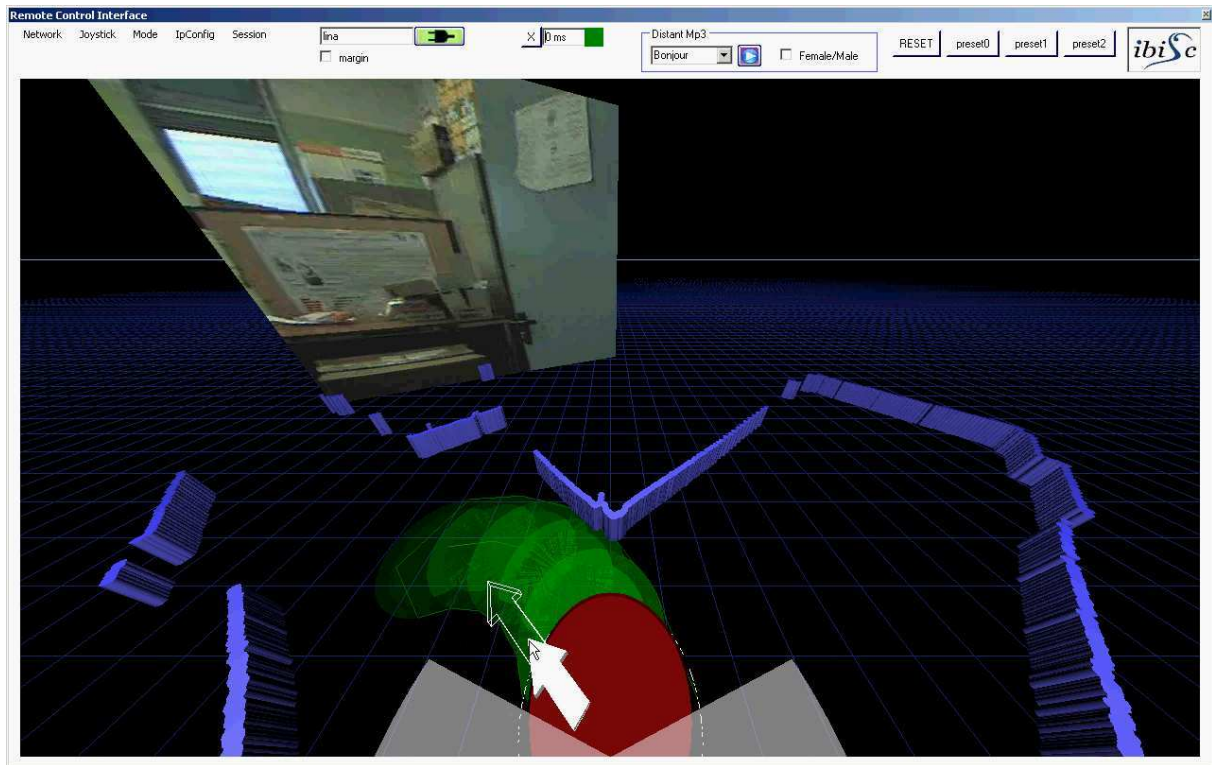 Remote Control Interface
Network Joystick Mode IpConfig Session
lina
margin
X 0 ms
Distant Mp3
Bonjour
Female/Male
RESET preset0 preset1 preset2
ibiSc